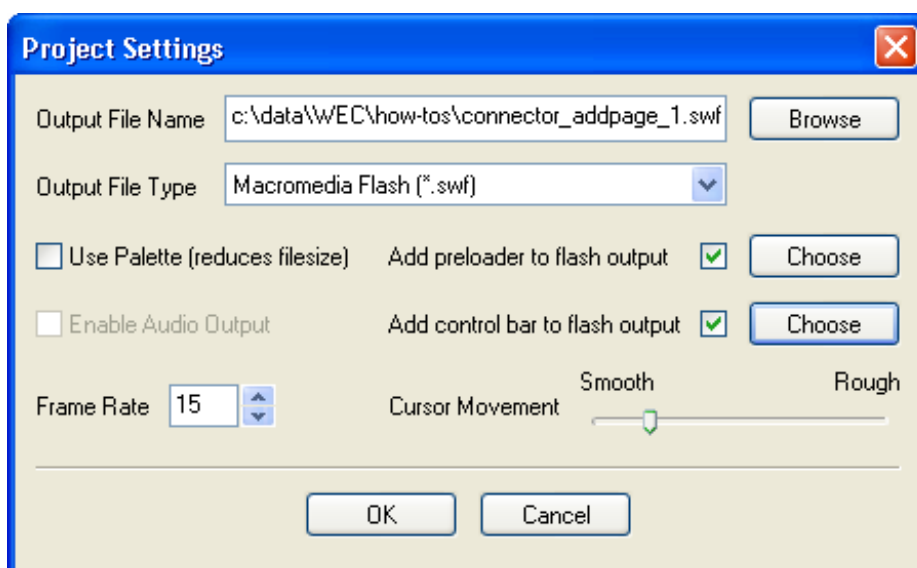 Project Settings
Output File Name c:\data\WEC\how-tos\connector_addpage_1.swf Browse
Output File Type Macromedia Flash (*.swf)
Use Palette (reduces filesize) Add preloader to flash output Choose
Enable Audio Output Add control bar to flash output Choose
Smooth Rough
Frame Rate 15 Cursor Movement
OK Cancel